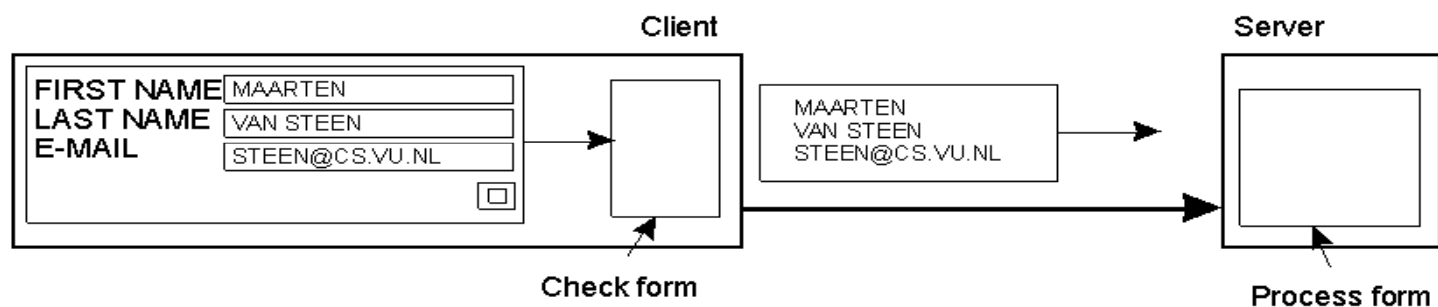 Client
Server
FIRST NAME MAARTEN
LAST NAME VAN STEEN
E-MAIL STEEN@CS.VU.NL
MAARTEN
VAN STEEN
STEEN@CS.VU.NL
Check form
Process form